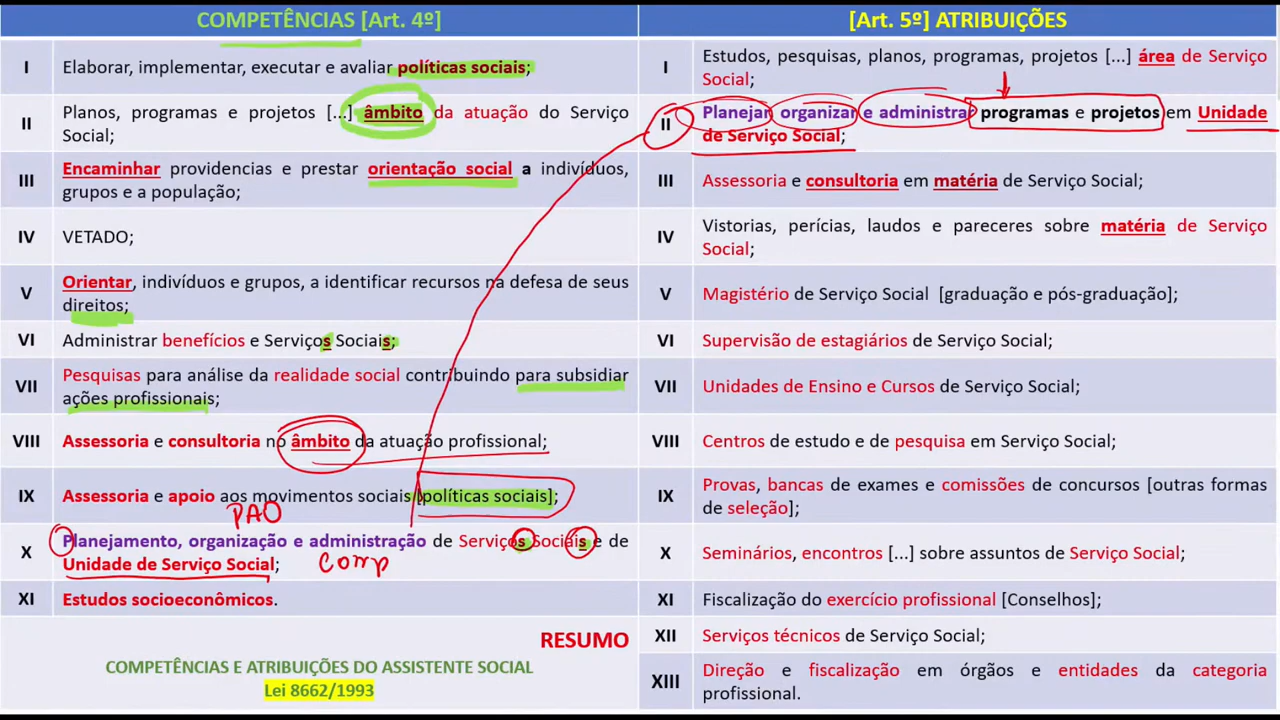 COMPETÊNCIAS [Art. 4º]
I
Elaborar, implementar, executar e avaliar políticas sociais;
II
Planos, programas e projetos [...] âmbito da atuação do Serviço
Social;
III
Encaminhar providencias e prestar orientação social a indivíduos,
grupos e a população;
IV
VETADO;
V
Orientar, indivíduos e grupos, a identificar recursos na defesa de seus
direitos;
VI
Administrar benefícios e Serviços Sociais;
VII
Pesquisas para análise da realidade social contribuindo para subsidiar
ações profissionais;
VIII
Assessoria e consultoria no âmbito da atuação profissional;
IX
Assessoria e apoio aos movimentos sociais [políticas sociais];
PAO
X
Planejamento, organização e administração de Serviços Sociais e de
Unidade de Serviço Social;
Comp
XI
Estudos socioeconômicos.
RESUMO
COMPETÊNCIAS E ATRIBUIÇÕES DO ASSISTENTE SOCIAL
Lei 8662/1993
[Art. 5º] ATRIBUIÇÕES
I
Estudos, pesquisas, planos, programas, projetos [...] área de Serviço
Social;
II
Planejar organizar e administrar programas e projetos em Unidade
de Serviço Social;
III
Assessoria e consultoria em matéria de Serviço Social;
IV
Vistorias, perícias, laudos e pareceres sobre matéria de Serviço
Social;
V
Magistério de Serviço Social [graduação e pós-graduação];
VI
Supervisão de estagiários de Serviço Social;
VII
Unidades de Ensino e Cursos de Serviço Social;
VIII
Centros de estudo e de pesquisa em Serviço Social;
IX
Provas, bancas de exames e comissões de concursos [outras formas
de seleção];
X
Seminários, encontros [...] sobre assuntos de Serviço Social;
XI
Fiscalização do exercício profissional [Conselhos];
XII
Serviços técnicos de Serviço Social;
XIII
Direção e fiscalização em órgãos e entidades da categoria
profissional.